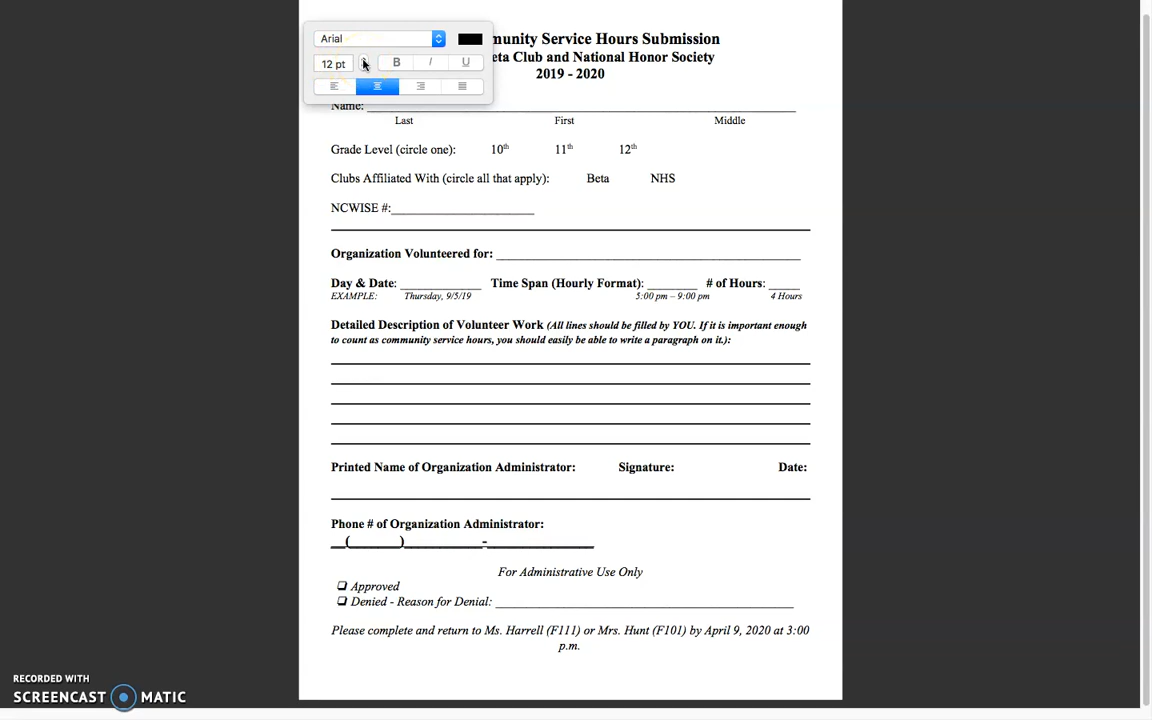 Arial
12 pt
B I U
munity Service Hours Submission
eta Club and National Honor Society
2019 - 2020
Name: ____________________
Last First Middle
Grade Level (circle one): 10th 11th 12th
Clubs Affiliated With (circle all that apply): Beta NHS
NCWISE #:____________________
Organization Volunteered for: ____________________
Day & Date: __________ Time Span (Hourly Format): ________ # of Hours: _____
EXAMPLE: Thursday, 9/5/19 5:00 pm – 9:00 pm 4 Hours
Detailed Description of Volunteer Work (All lines should be filled by YOU. If it is important enough
to count as community service hours, you should easily be able to write a paragraph on it.):
Printed Name of Organization Administrator: Signature: Date:
Phone # of Organization Administrator:
__(_______)__________-______________
For Administrative Use Only
❑ Approved
❑ Denied - Reason for Denial: ____________________
Please complete and return to Ms. Harrell (F111) or Mrs. Hunt (F101) by April 9, 2020 at 3:00
p.m.
RECORDED WITH
SCREENCAST MATIC